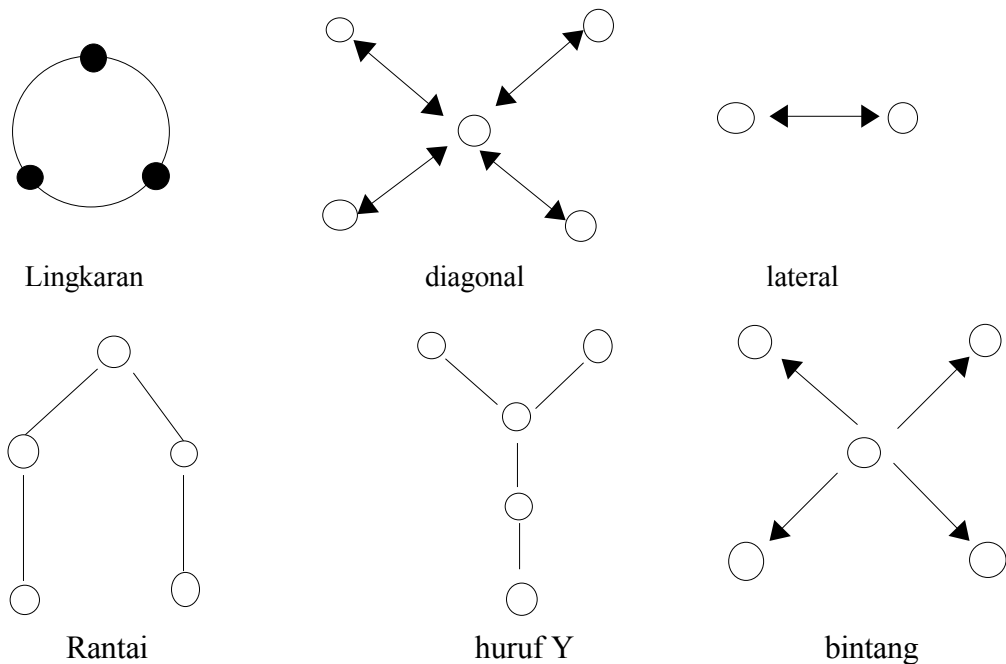 Lingkaran
diagonal
lateral
Rantai
huruf Y
bintang